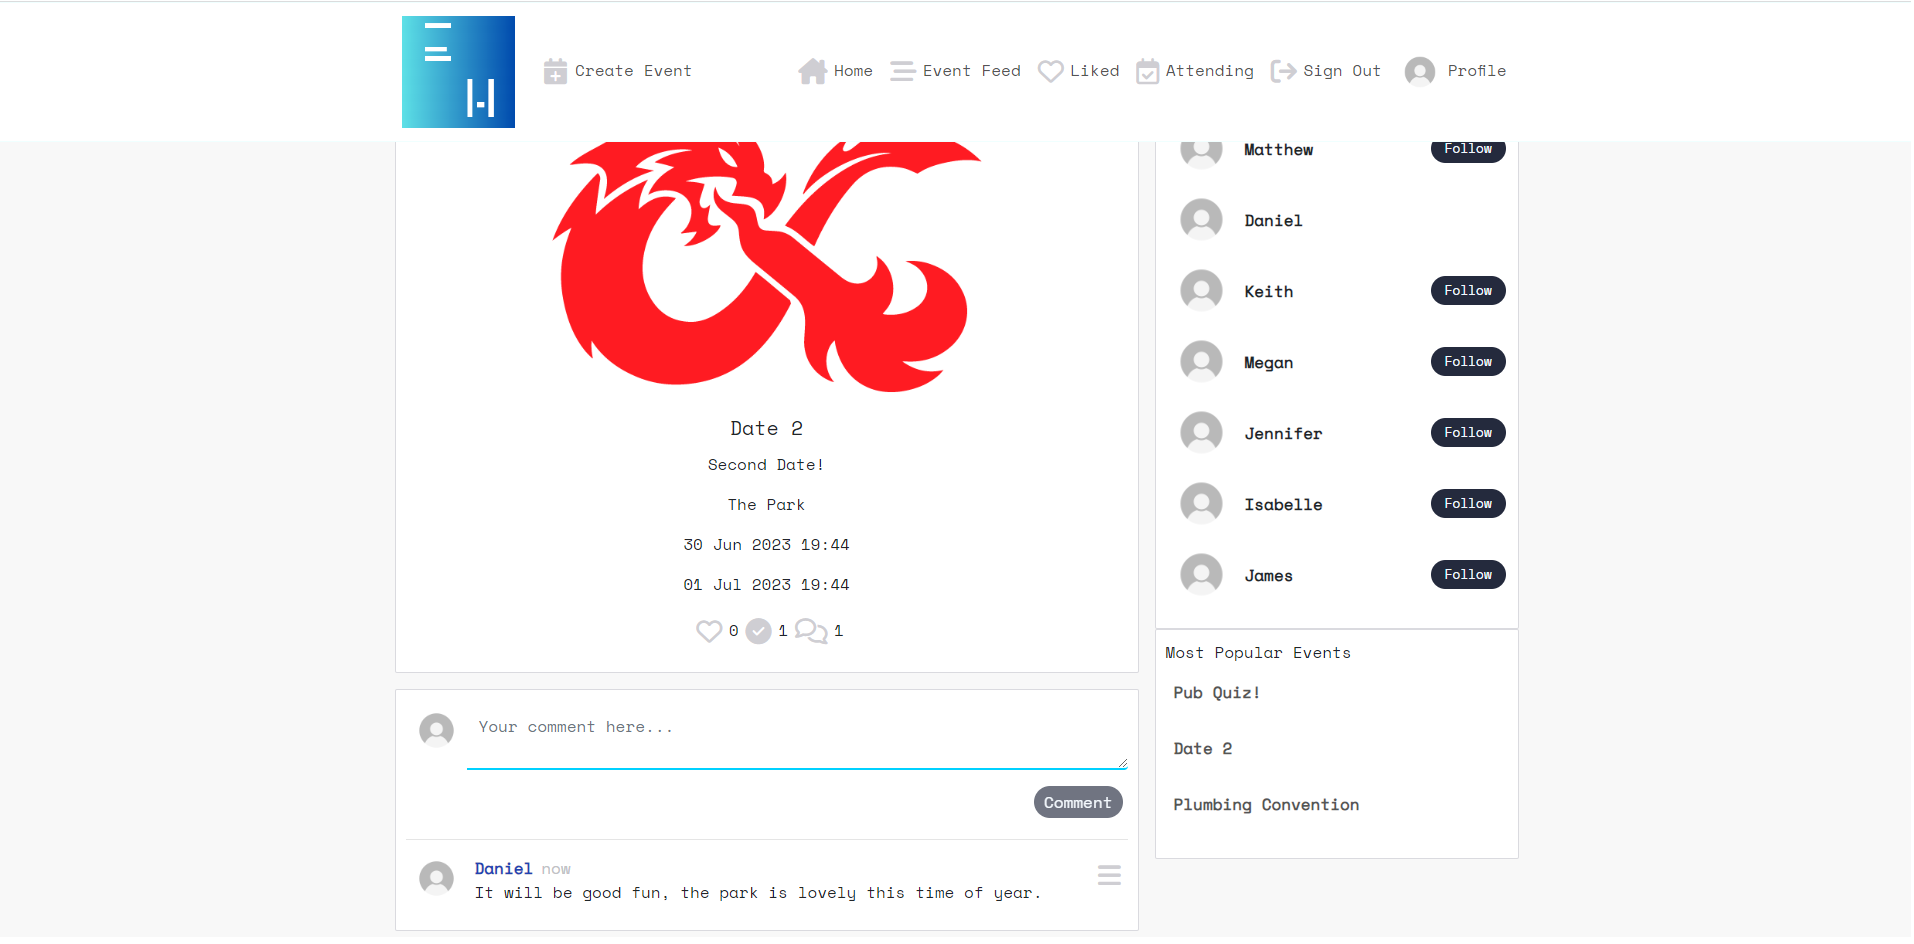 Create Event
Home
Event Feed
Liked
Attending
Sign Out
Profile
Date 2
Second Date!
The Park
30 Jun 2023 19:44
01 Jul 2023 19:44
0 1 1
Your comment here...
Comment
Daniel now
It will be good fun, the park is lovely this time of year.
Matthew Follow
Daniel
Keith Follow
Megan Follow
Jennifer Follow
Isabelle Follow
James Follow
Most Popular Events
Pub Quiz!
Date 2
Plumbing Convention